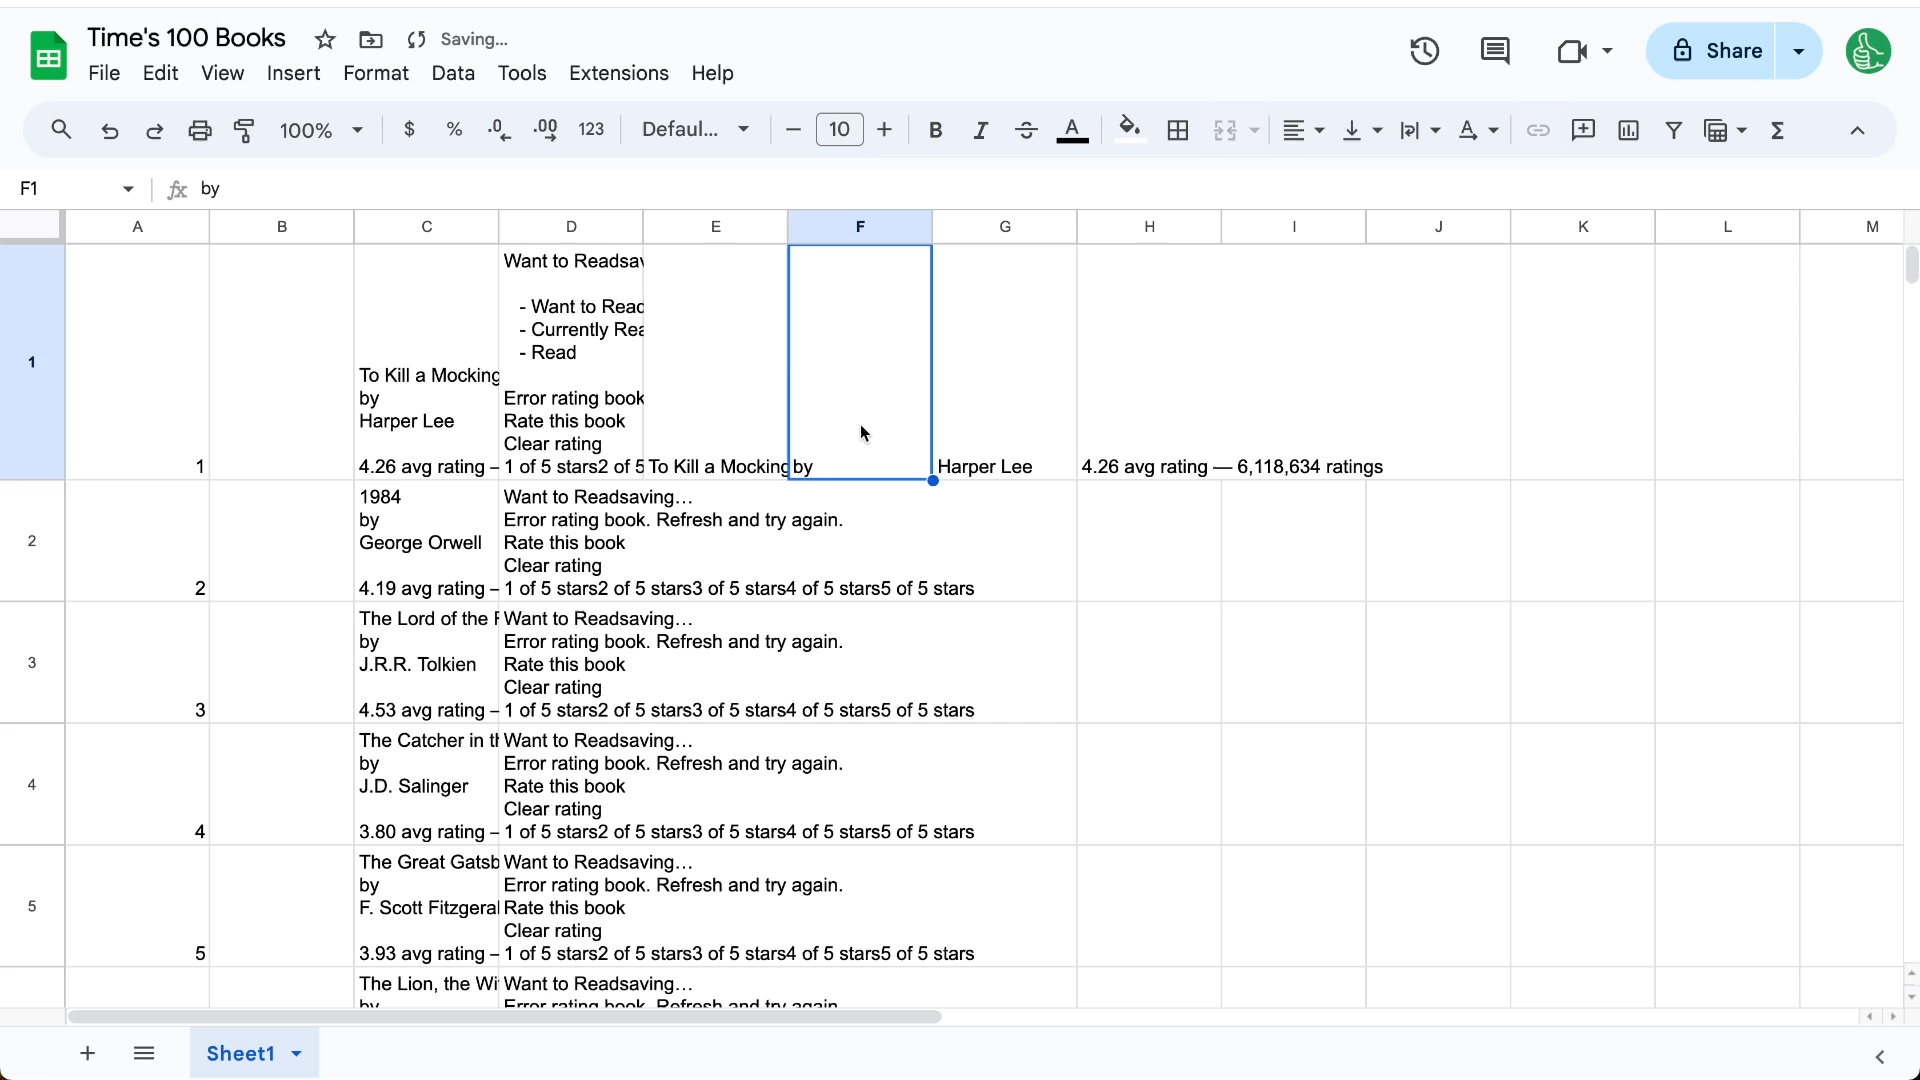 Time's 100 Books
Saving...
File Edit View Insert Format Data Tools Extensions Help
Share
100% $ % .0 .00 123 Defaul... 10 B I A
F1 fx by
A B C D E F G H I J K L M
1
Want to Readsav
- Want to Read
- Currently Rea
- Read
To Kill a Mocking
by
Harper Lee
Error rating book
Rate this book
Clear rating
1 4.26 avg rating – 1 of 5 stars2 of 5 To Kill a Mocking by Harper Lee 4.26 avg rating — 6,118,634 ratings
2
1984 Want to Readsaving…
by Error rating book. Refresh and try again.
George Orwell Rate this book
Clear rating
2 4.19 avg rating – 1 of 5 stars2 of 5 stars3 of 5 stars4 of 5 stars5 of 5 stars
3
The Lord of the Want to Readsaving…
by Error rating book. Refresh and try again.
J.R.R. Tolkien Rate this book
Clear rating
3 4.53 avg rating – 1 of 5 stars2 of 5 stars3 of 5 stars4 of 5 stars5 of 5 stars
4
The Catcher in th Want to Readsaving…
by Error rating book. Refresh and try again.
J.D. Salinger Rate this book
Clear rating
4 3.80 avg rating – 1 of 5 stars2 of 5 stars3 of 5 stars4 of 5 stars5 of 5 stars
5
The Great Gatsb Want to Readsaving…
by Error rating book. Refresh and try again.
F. Scott Fitzgeral Rate this book
Clear rating
5 3.93 avg rating – 1 of 5 stars2 of 5 stars3 of 5 stars4 of 5 stars5 of 5 stars
The Lion, the Wi Want to Readsaving…
by Error rating book. Refresh and try again.
Sheet1